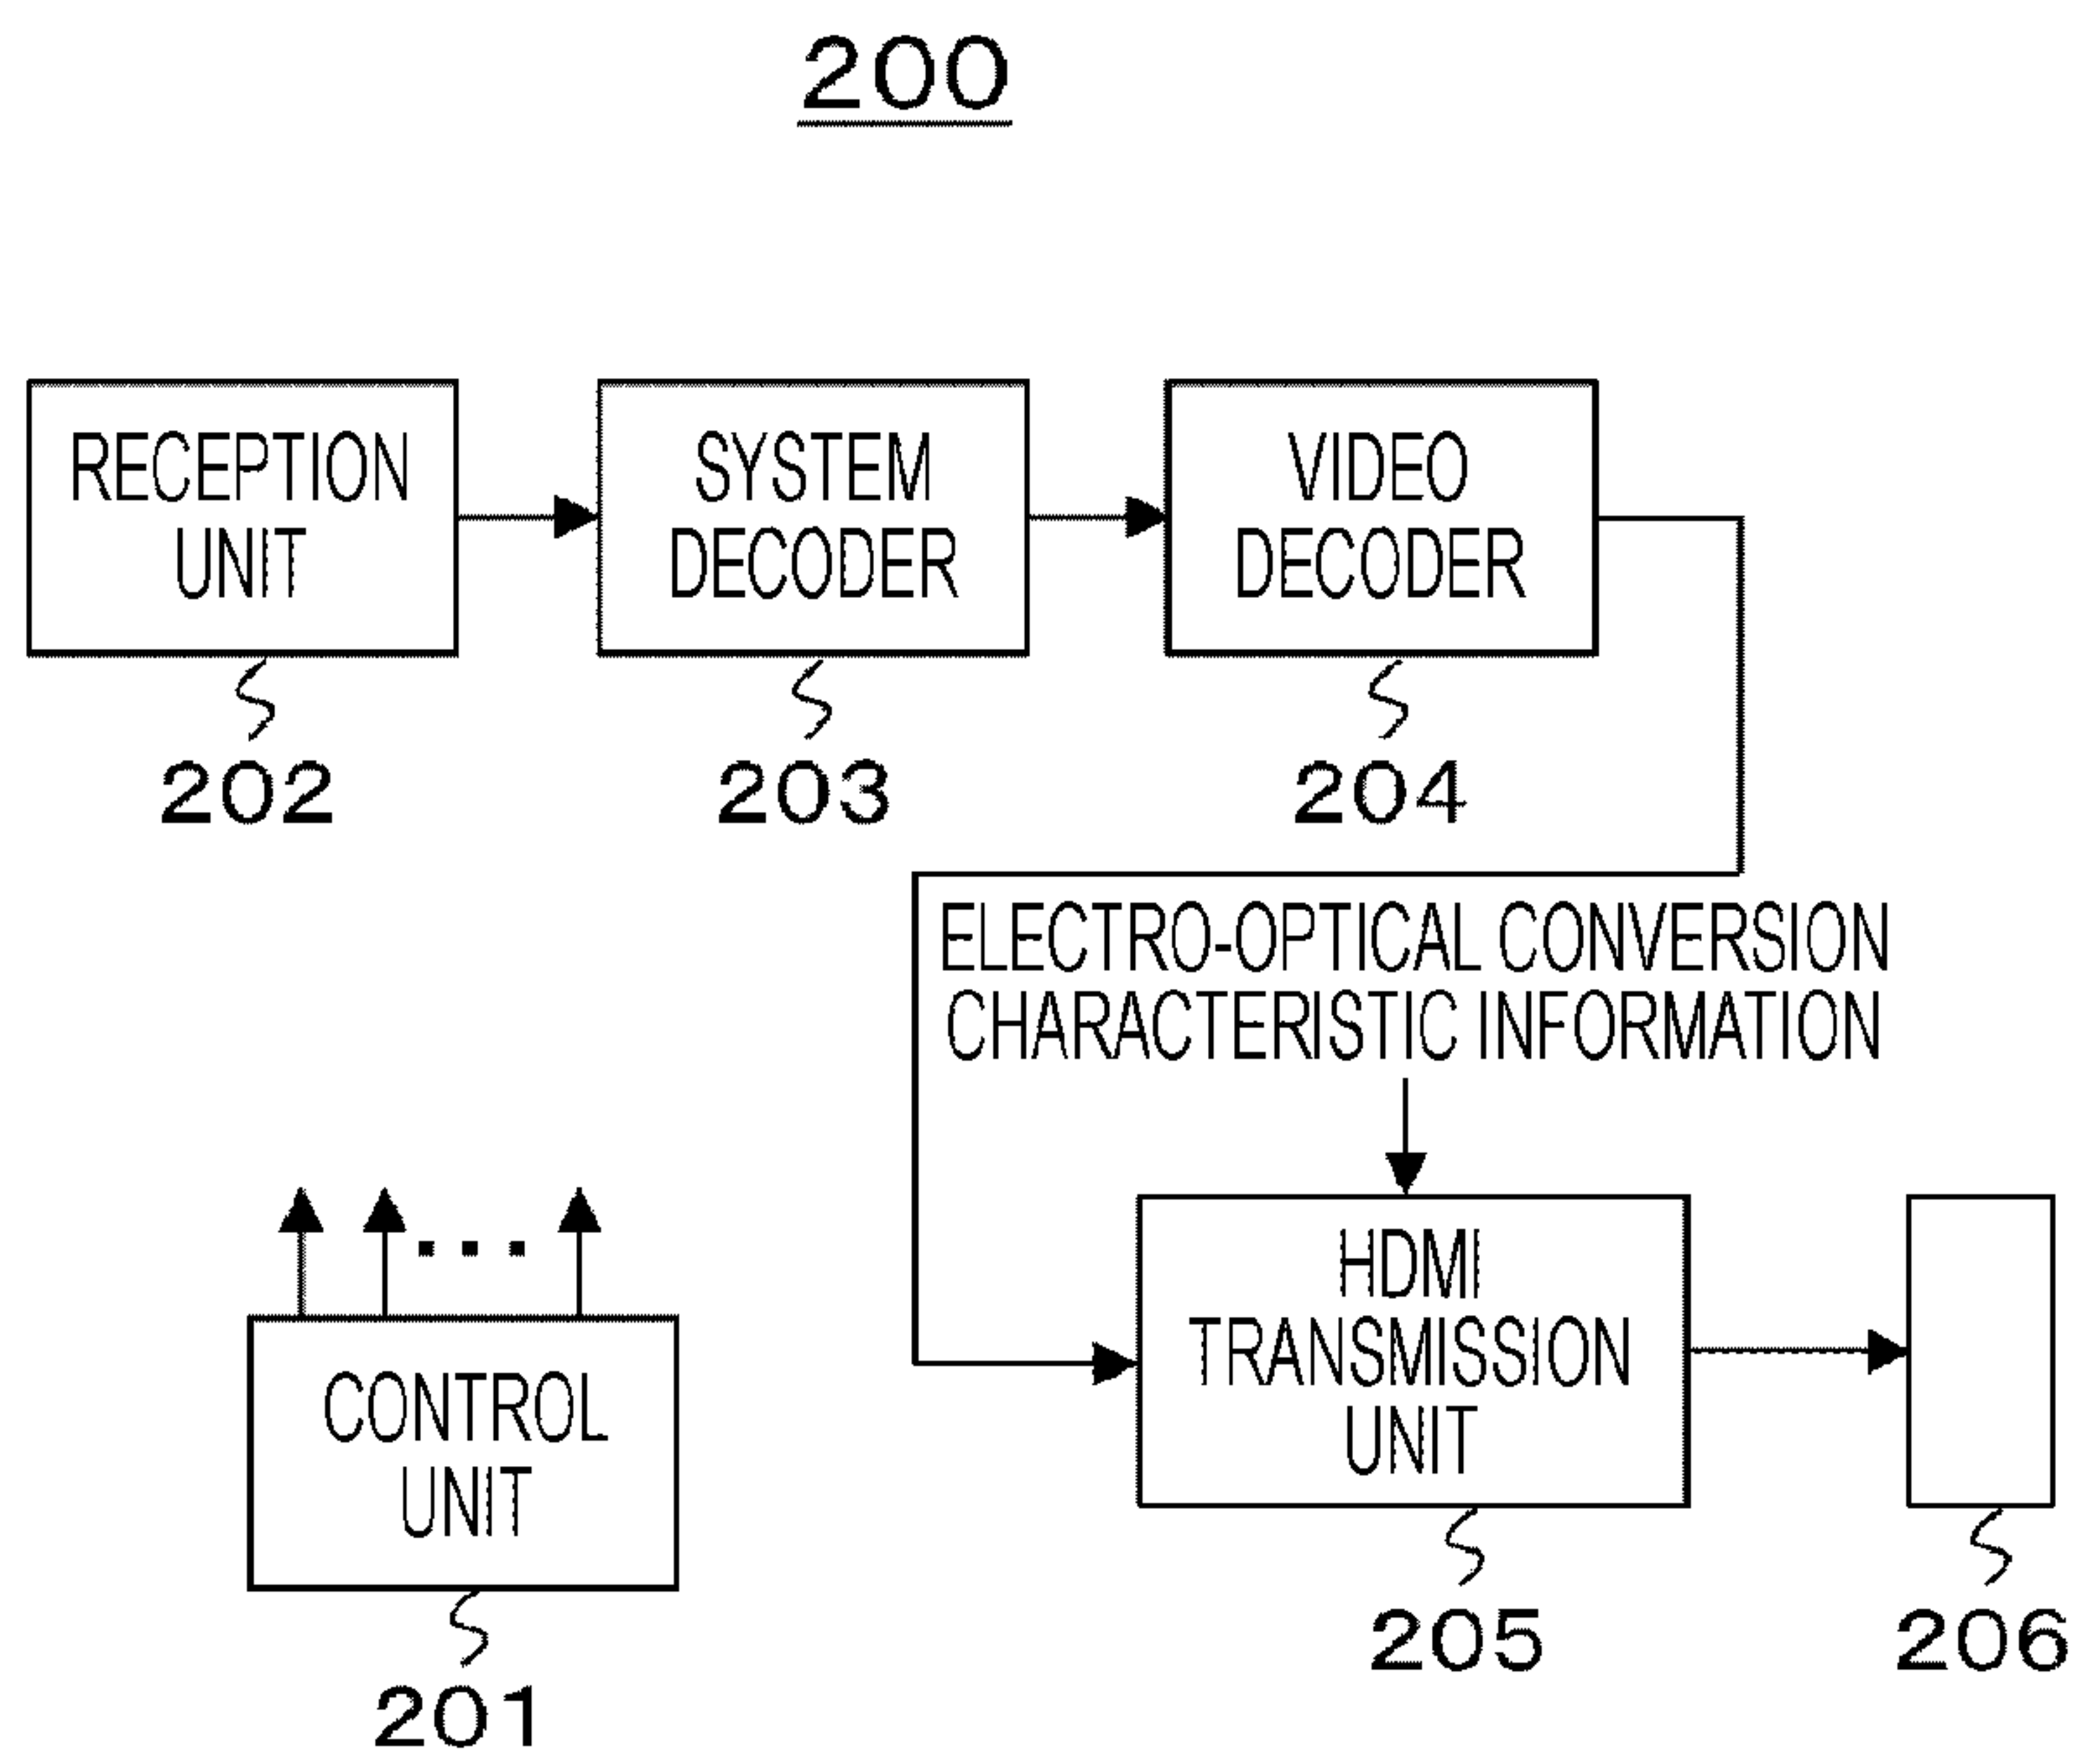 200
RECEPTION
UNIT
202
SYSTEM
DECODER
203
VIDEO
DECODER
204
ELECTRO-OPTICAL CONVERSION
CHARACTERISTIC INFORMATION
CONTROL
UNIT
201
HDMI
TRANSMISSION
UNIT
205
206